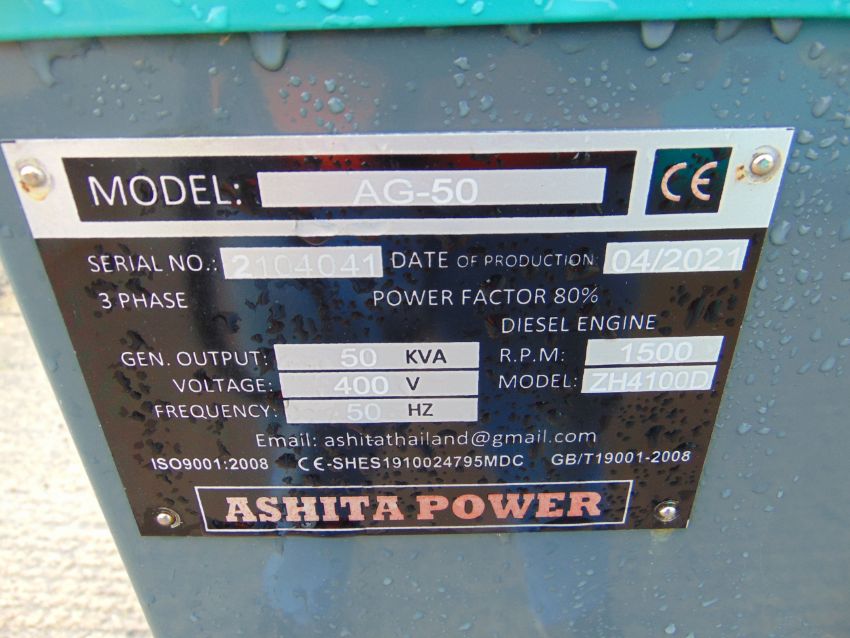 MODEL: AG-50 CE
SERIAL NO.: 2104041 DATE OF PRODUCTION: 04/2021
3 PHASE POWER FACTOR 80%
DIESEL ENGINE
GEN. OUTPUT: 50 KVA R.P.M: 1500
VOLTAGE: 400 V MODEL: ZH4100D
FREQUENCY: 50 HZ
Email: ashitathailand@gmail.com
ISO9001:2008 CE-SHES1910024795MDC GB/T19001-2008
ASHITA POWER